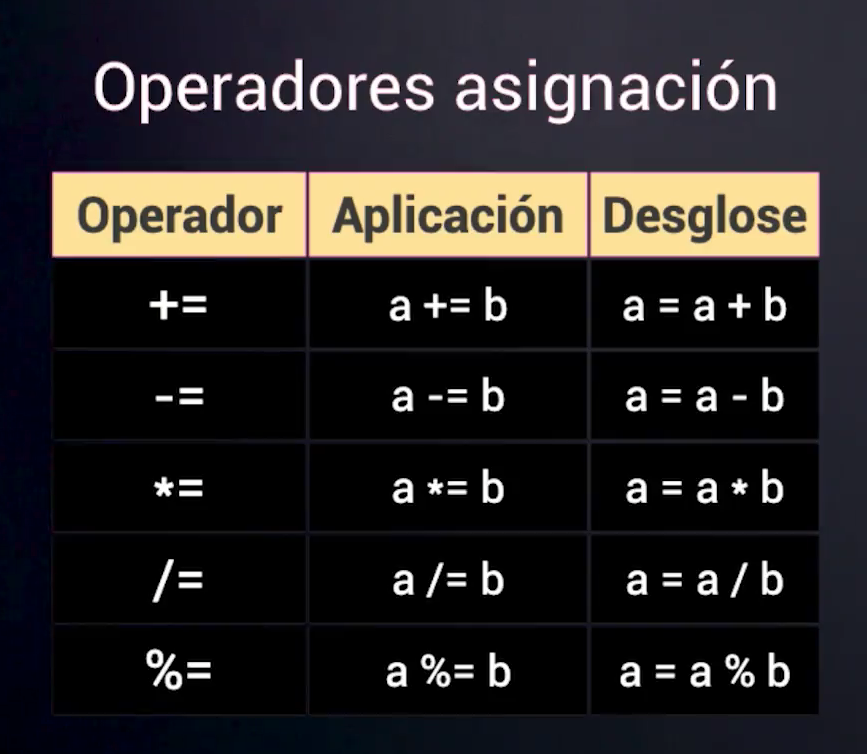 Operadores asignación
Operador Aplicación Desglose
+= a += b a = a + b
-= a -= b a = a - b
*= a *= b a = a * b
/= a /= b a = a / b
%= a %= b a = a % b